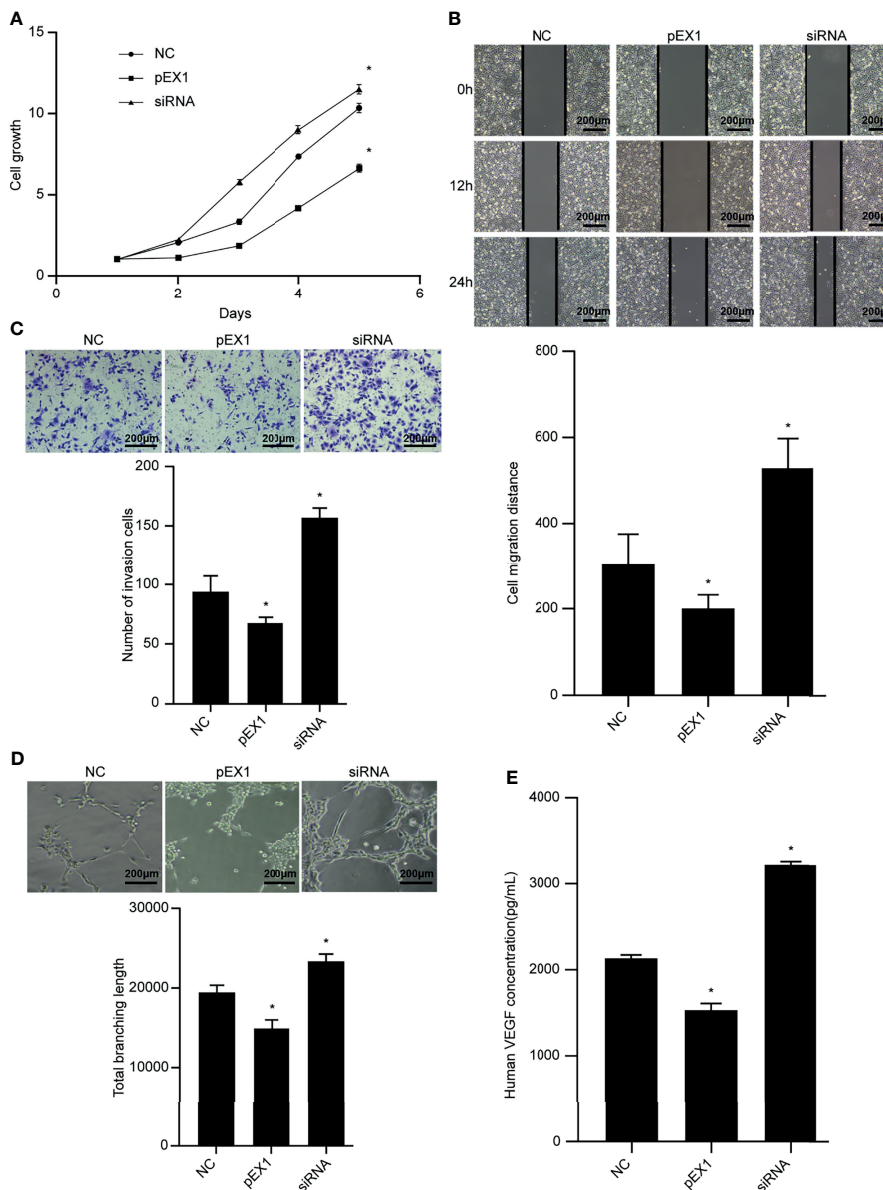 A
15
10
5
0
Cell growth
NC
pEX1
siRNA
*
*
0
2
4
6
Days
B
NC
pEX1
siRNA
0h
200μm
200μm
200μm
12h
200μm
200μm
200μm
24h
200μm
200μm
200μm
800
600
400
200
0
Cell migration distance
*
*
NC
pEX1
siRNA
C
NC
pEX1
siRNA
200μm
200μm
200μm
200
150
100
50
0
Number of invasion cells
*
*
NC
pEX1
siRNA
D
NC
pEX1
siRNA
200μm
200μm
200μm
30000
20000
10000
0
Total branching length
*
*
NC
pEX1
siRNA
E
4000
3000
2000
1000
0
Human VEGF concentration(pg/mL)
*
*
NC
pEX1
siRNA